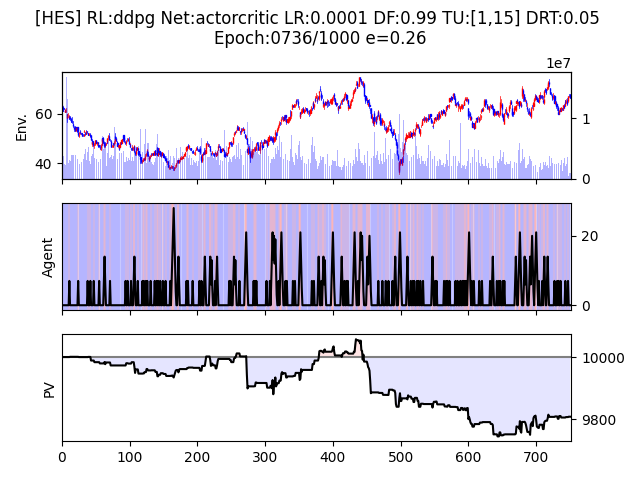 [HES] RL:ddpg Net:actorcritic LR:0.0001 DF:0.99 TU:[1,15] DRT:0.05
Epoch:0736/1000 e=0.26
1e7
Env.
60
40
1
0
Agent
20
0
PV
10000
9800
0 100 200 300 400 500 600 700